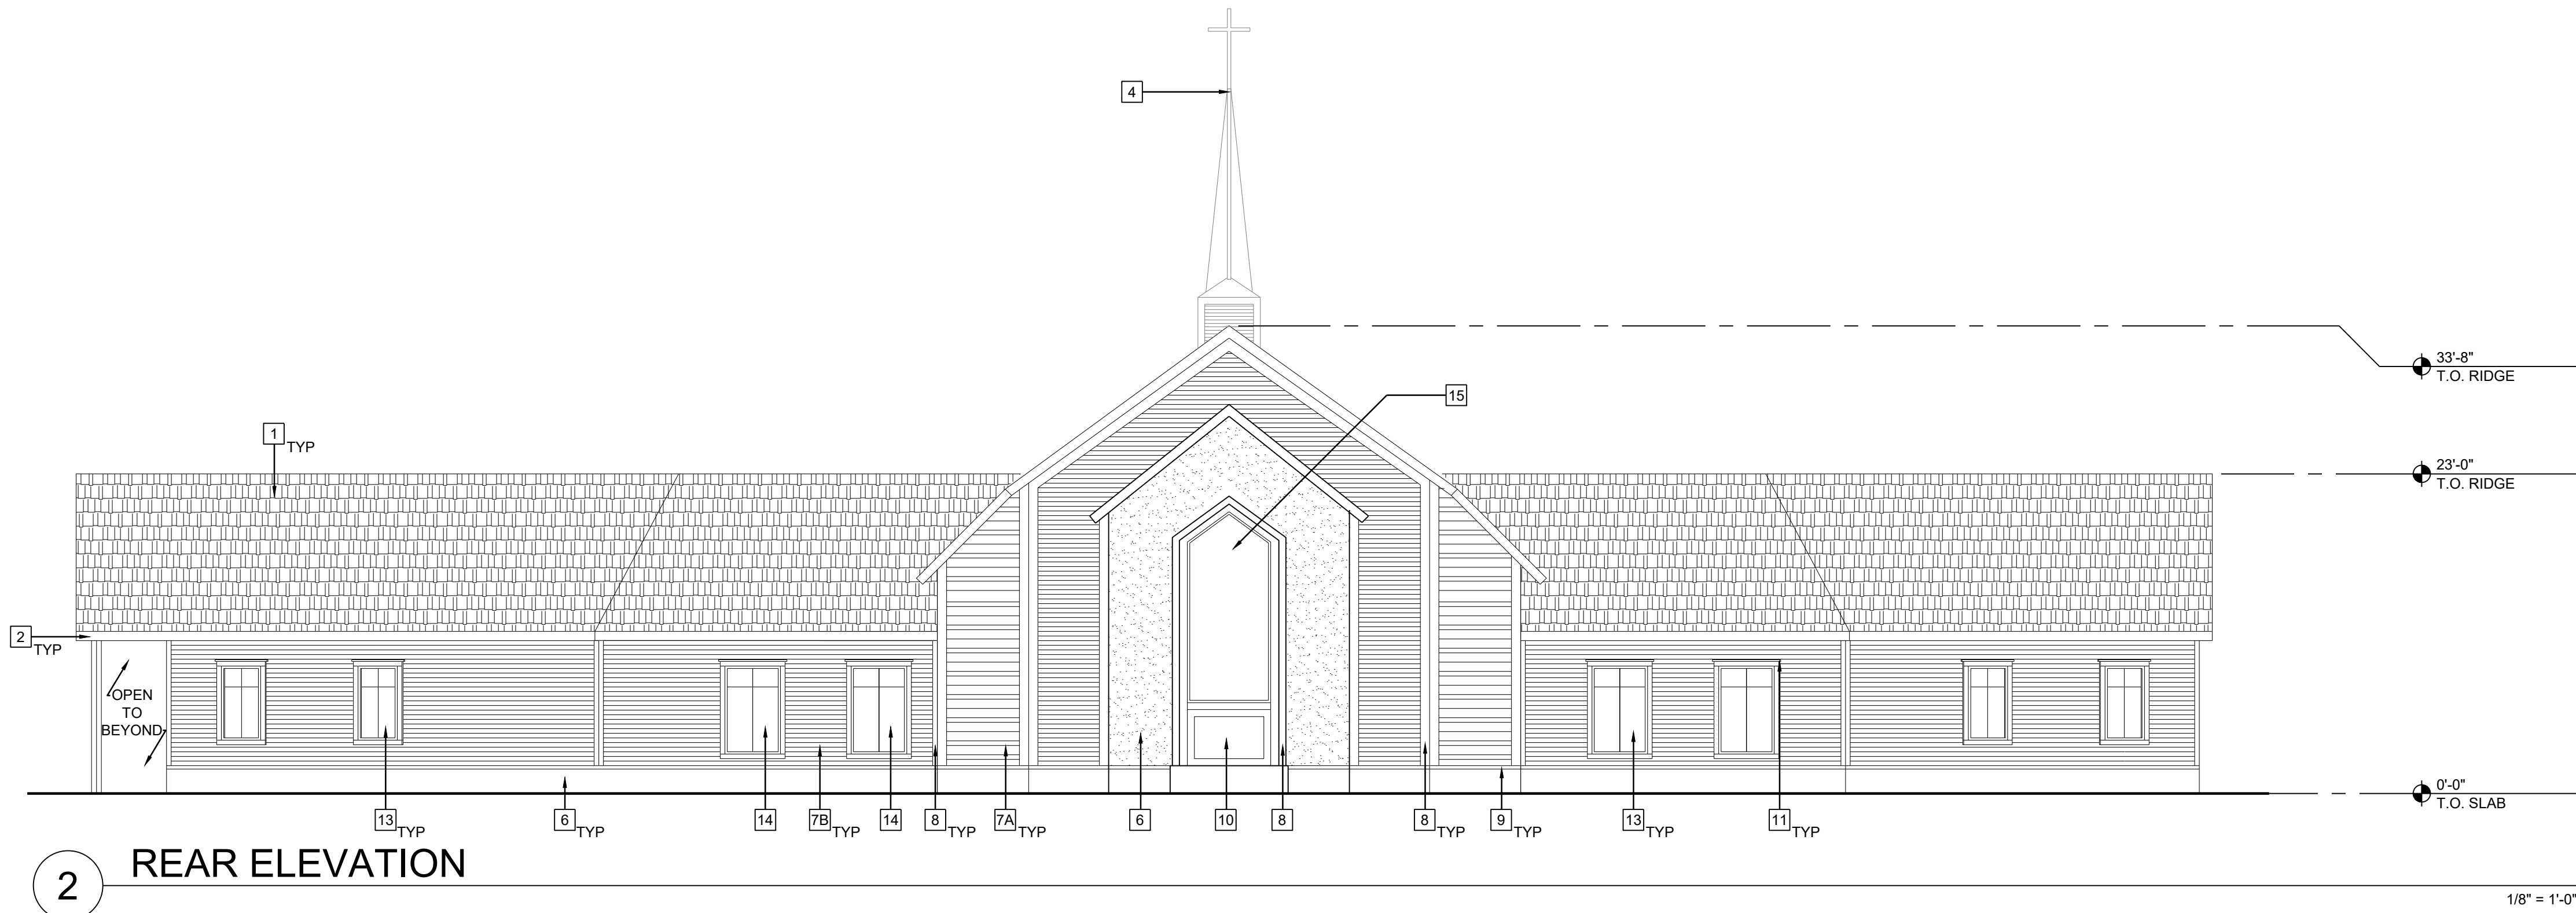 4
33'-8"
T.O. RIDGE
15
1
TYP
23'-0"
T.O. RIDGE
2
TYP
OPEN
TO
BEYOND
0'-0"
T.O. SLAB
13 TYP
6 TYP
14
7B TYP
14
8 TYP
7A TYP
6
10
8
8 TYP
9 TYP
13 TYP
11 TYP
2
REAR ELEVATION
1/8" = 1'-0"